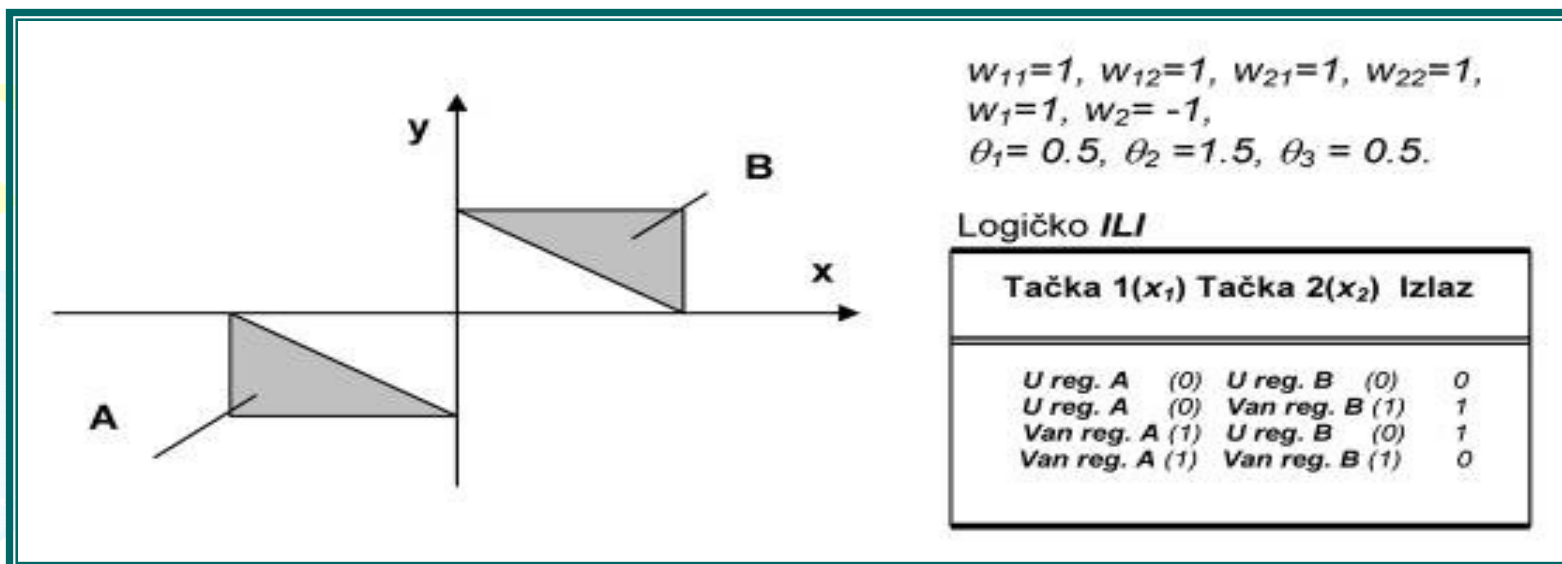 y
B
x
A
w₁₁=1, w₁₂=1, w₂₁=1, w₂₂=1,
w₁=1, w₂= -1,
θ₁= 0.5, θ₂ =1.5, θ₃ = 0.5.
Logičko ILI
Tačka 1(x₁) Tačka 2(x₂) Izlaz
U reg. A (0) U reg. B (0) 0
U reg. A (0) Van reg. B (1) 1
Van reg. A (1) U reg. B (0) 1
Van reg. A (1) Van reg. B (1) 0